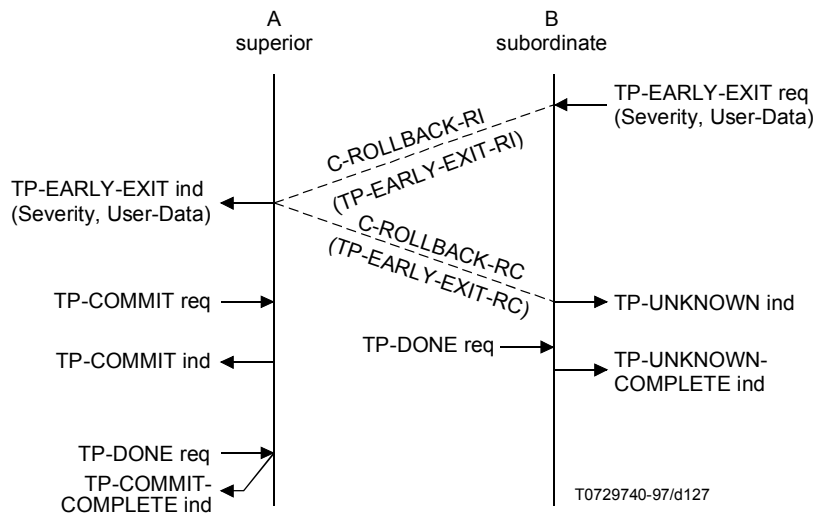 A
superior
B
subordinate
TP-EARLY-EXIT req
(Severity, User-Data)
C-ROLLBACK-RI
(TP-EARLY-EXIT-RI)
TP-EARLY-EXIT ind
(Severity, User-Data)
C-ROLLBACK-RC
(TP-EARLY-EXIT-RC)
TP-COMMIT req
TP-UNKNOWN ind
TP-DONE req
TP-COMMIT ind
TP-UNKNOWN-
COMPLETE ind
TP-DONE req
TP-COMMIT-
COMPLETE ind
T0729740-97/d127